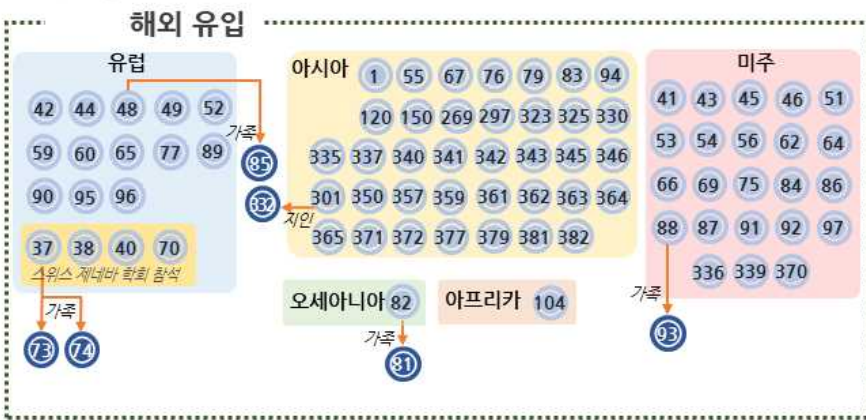 해외 유입
유럽
42 44 48 49 52
59 60 65 77 89
90 95 96
37 38 40 70
스위스 제네바 학회 참석
가족
73 74
가족
85
332
지인
아시아 1 55 67 76 79 83 94
120 150 269 297 323 325 330
335 337 340 341 342 343 345 346
301 350 357 359 361 362 363 364
365 371 372 377 379 381 382
오세아니아 82
가족
81
아프리카 104
미주
41 43 45 46 51
53 54 56 62 64
66 69 75 84 86
88 87 91 92 97
336 339 370
가족
93